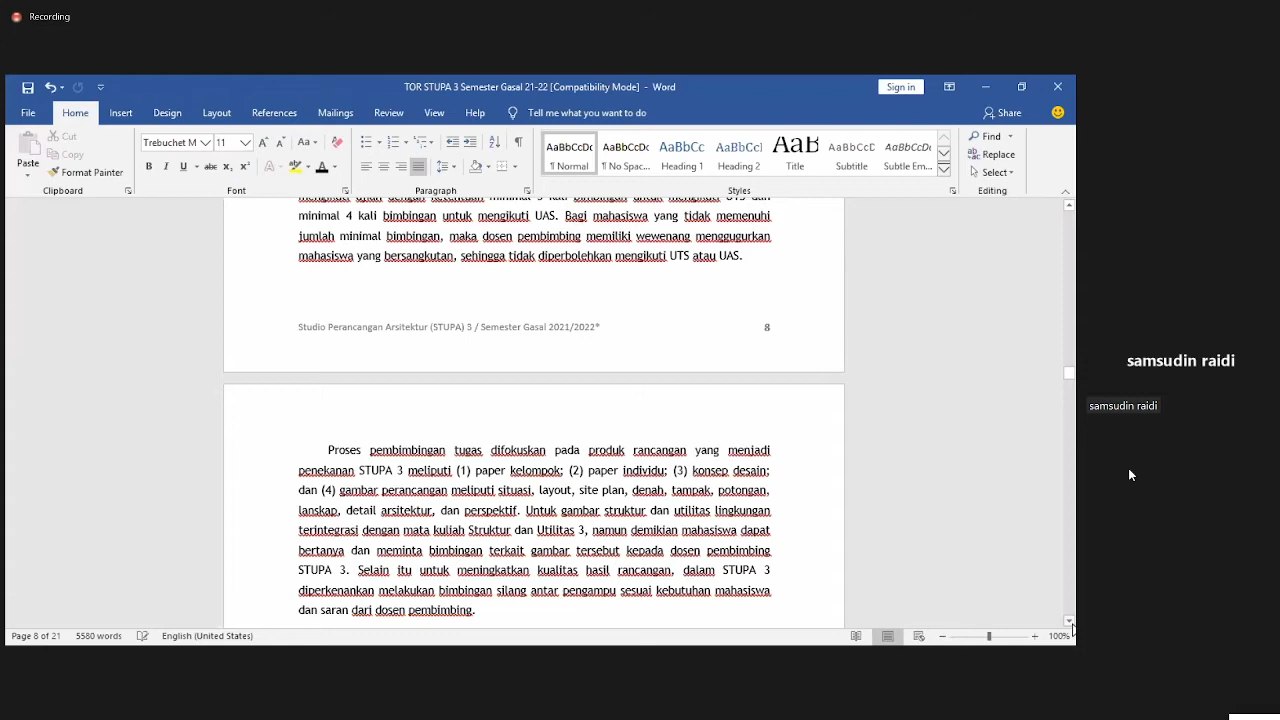 Recording
TOR STUPA 3 Semester Gasal 21-22 [Compatibility Mode] - Word
Sign in
File Home Insert Design Layout References Mailings Review View Help Tell me what you want to do
Share
Paste
Cut
Copy
Format Painter
Clipboard
Trebuchet M 11
Font
Paragraph
AaBbCcDc AaBbCcDc AaBbCc AaBbCcI AaB AaBbCcD AaBbCcDc
¶ Normal ¶ No Spac... Heading 1 Heading 2 Title Subtitle Subtle Em...
Styles
Find
Replace
Select
Editing
minimal 4 kali bimbingan untuk mengikuti UAS. Bagi mahasiswa yang tidak memenuhi
jumlah minimal bimbingan, maka dosen pembimbing memiliki wewenang menggugurkan
mahasiswa yang bersangkutan, sehingga tidak diperbolehkan mengikuti UTS atau UAS.
Studio Perancangan Arsitektur (STUPA) 3 / Semester Gasal 2021/2022* 8
Proses pembimbingan tugas difokuskan pada produk rancangan yang menjadi
penekanan STUPA 3 meliputi (1) paper kelompok; (2) paper individu; (3) konsep desain;
dan (4) gambar perancangan meliputi situasi, layout, site plan, denah, tampak, potongan,
lanskap, detail arsitektur, dan perspektif. Untuk gambar struktur dan utilitas lingkungan
terintegrasi dengan mata kuliah Struktur dan Utilitas 3, namun demikian mahasiswa dapat
bertanya dan meminta bimbingan terkait gambar tersebut kepada dosen pembimbing
STUPA 3. Selain itu untuk meningkatkan kualitas hasil rancangan, dalam STUPA 3
diperkenankan melakukan bimbingan silang antar pengampu sesuai kebutuhan mahasiswa
dan saran dari dosen pembimbing.
Page 8 of 21 5580 words English (United States) 100%
samsudin raidi
samsudin raidi